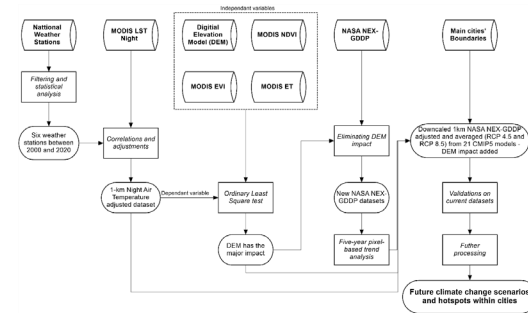 Independant variables
Nattional
Weather
Stations
MODIS LST
Night
Digitial
Elevation
Model (DEM)
MODIS NDVI
MODIS EVI
MODIS ET
NASA NEX-
GDDP
Main cities'
Boundaries
Filtering and
statistical
analysis
Six weather
stations between
2000 and 2020
Correlations and
adjustments
Eliminating DEM
impact
Downcaled 1km NASA NEX-GDDP
adjusted and averaged (RCP 4.5 and
RCP 8.5) from 21 CMIP5 models -
DEM impact added
1-km Night Air
Temperature
adjusted dataset
Dependant variable
Ordinary Least
Square test
New NASA NEX-
GDDP datasets
Validations on
current datasets
DEM has the
major impact
Five-year pixel-
based trend
analysis
Futher
processing
Future climate change scenarios
and hotspots within cities